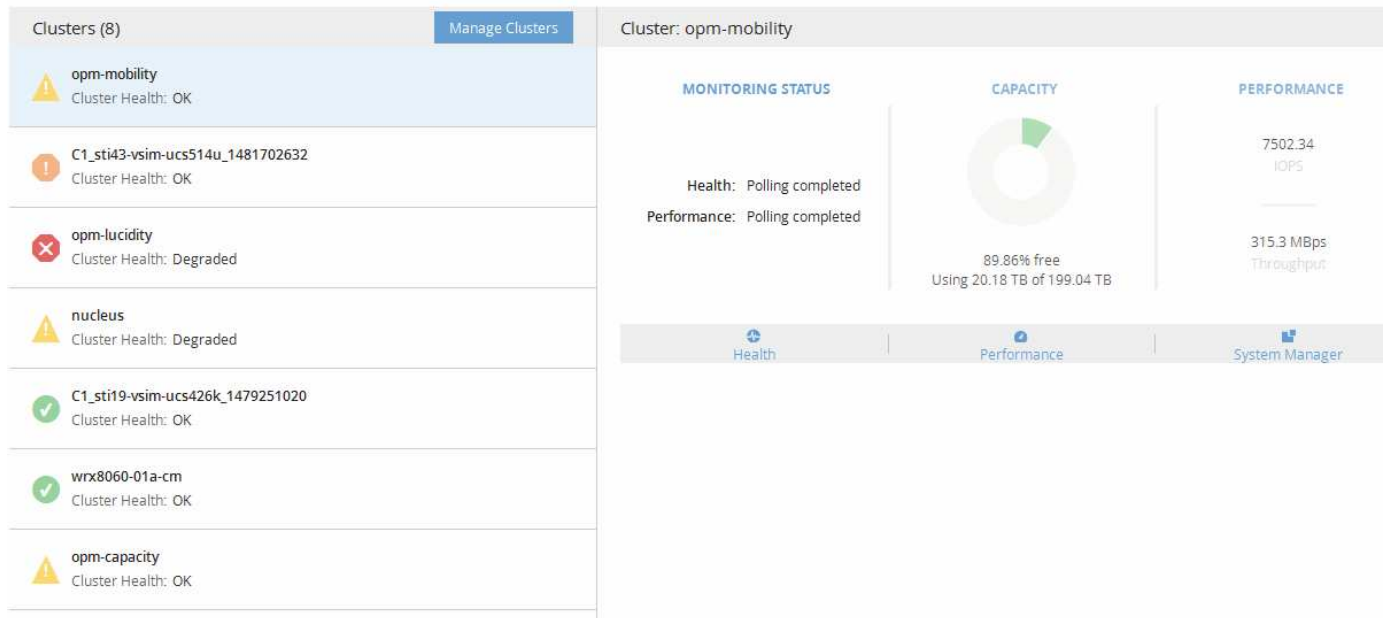 Clusters (8)
Manage Clusters
opm-mobility
Cluster Health: OK
C1_sti43-vsim-ucs514u_1481702632
Cluster Health: OK
opm-lucidity
Cluster Health: Degraded
nucleus
Cluster Health: Degraded
C1_sti19-vsim-ucs426k_1479251020
Cluster Health: OK
wrx8060-01a-cm
Cluster Health: OK
opm-capacity
Cluster Health: OK
Cluster: opm-mobility
MONITORING STATUS
Health: Polling completed
Performance: Polling completed
CAPACITY
89.86% free
Using 20.18 TB of 199.04 TB
PERFORMANCE
7502.34
IOPS
315.3 MBps
Throughput
Health
Performance
System Manager